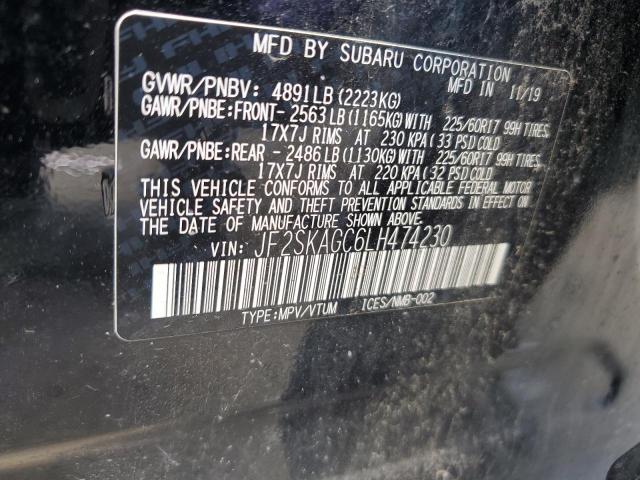 MFD BY SUBARU CORPORATION
MFD IN 11/19
GVWR/PNBV: 4891LB (2223KG)
GAWR/PNBE:FRONT- 2563LB (1165KG) WITH 225/60R17 99H TIRES
17X7J RIMS AT 230 KPA ( 33 PSI) COLD
GAWR/PNBE:REAR - 2486LB (1130KG) WITH 225/60R17 99H TIRES
17X7J RIMS AT 220 KPA ( 32 PSI) COLD
THIS VEHICLE CONFORMS TO ALL APPLICABLE FEDERAL MOTOR
VEHICLE SAFETY AND THEFT PREVENTION STANDARDS IN EFFECT ON
THE DATE OF MANUFACTURE SHOWN ABOVE.
VIN: JF2SKAGC6LH474230
TYPE:MPV/VTUM ICES/NMB-002